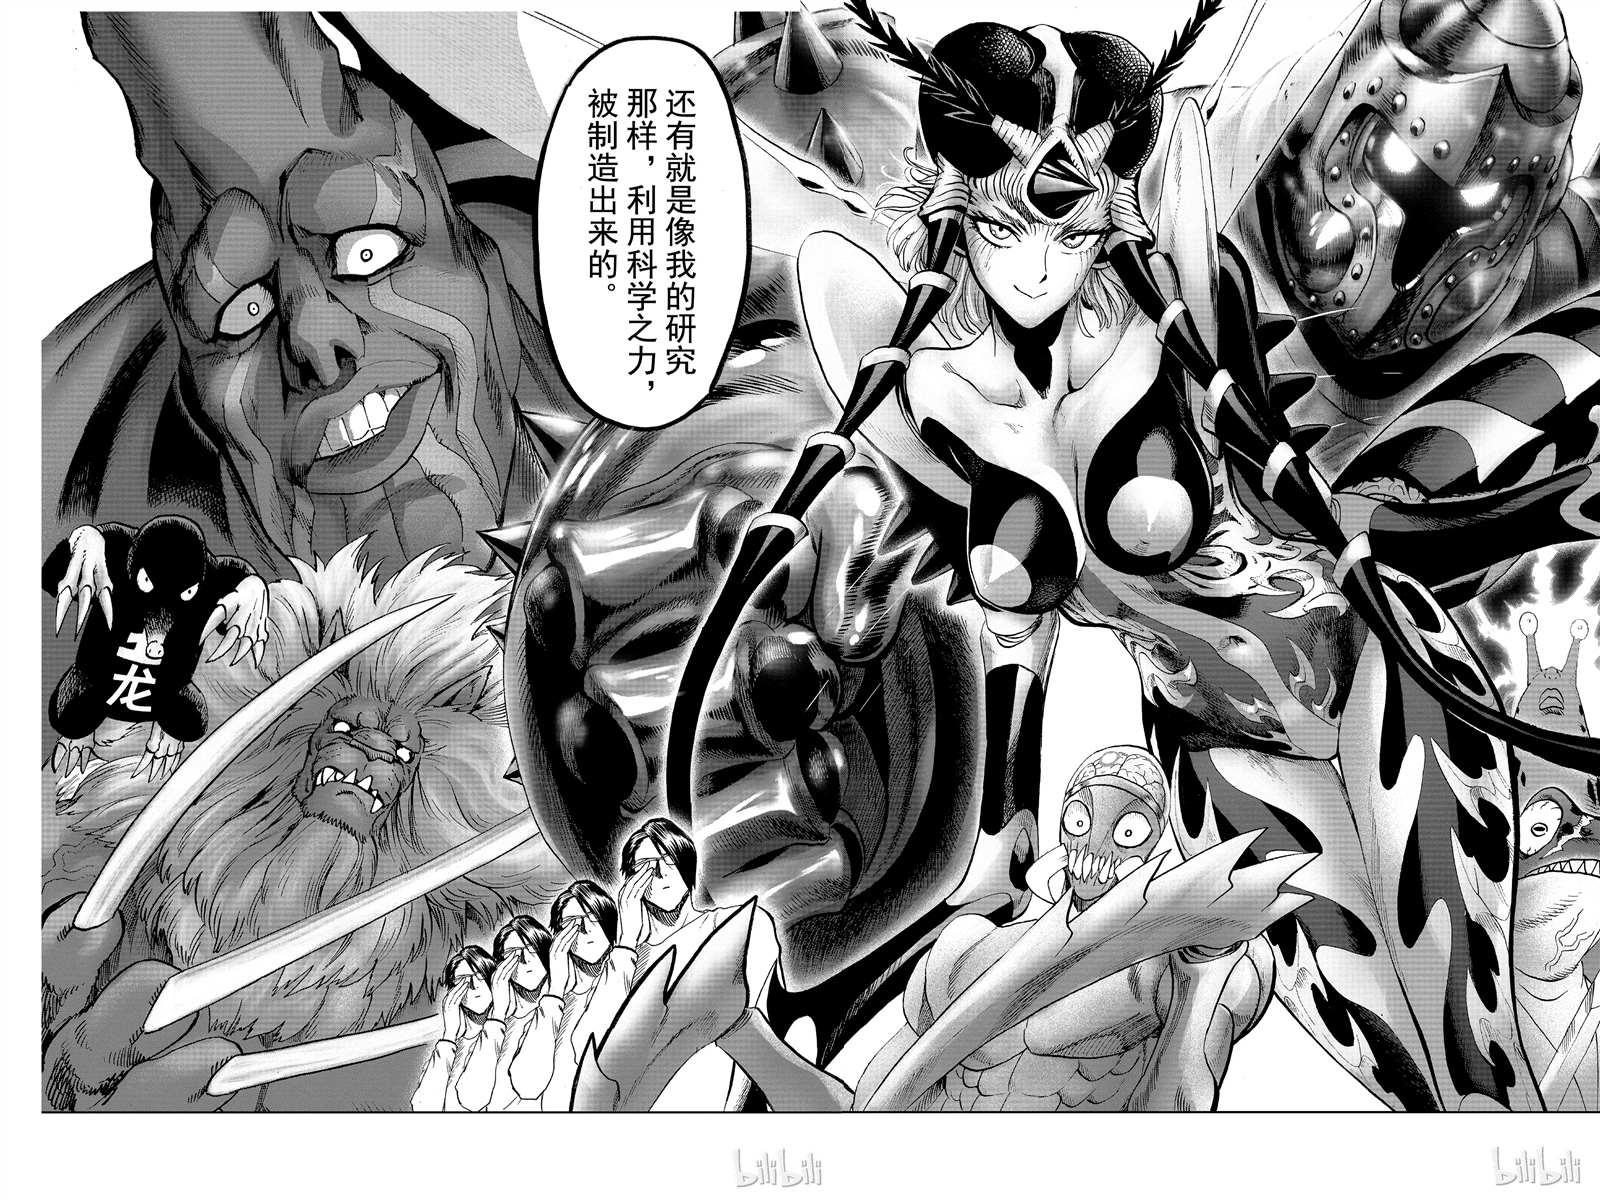 还有就是像我的研究
那样，利用科学之力，
被制造出来的。
土
龙
bilibili
bilibili